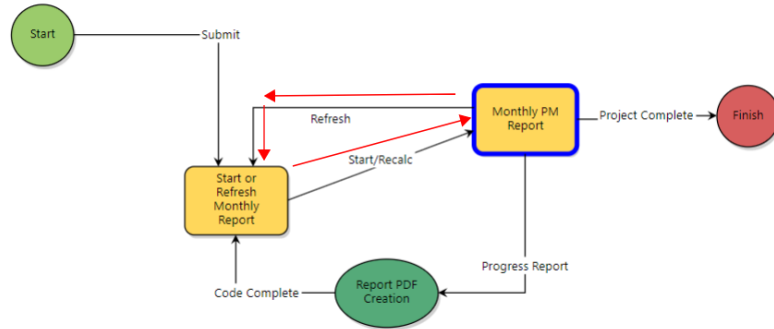 Start
Submit
Refresh
Monthly PM
Report
Project Complete
Finish
Start/Recalc
Start or
Refresh
Monthly
Report
Progress Report
Report PDF
Creation
Code Complete